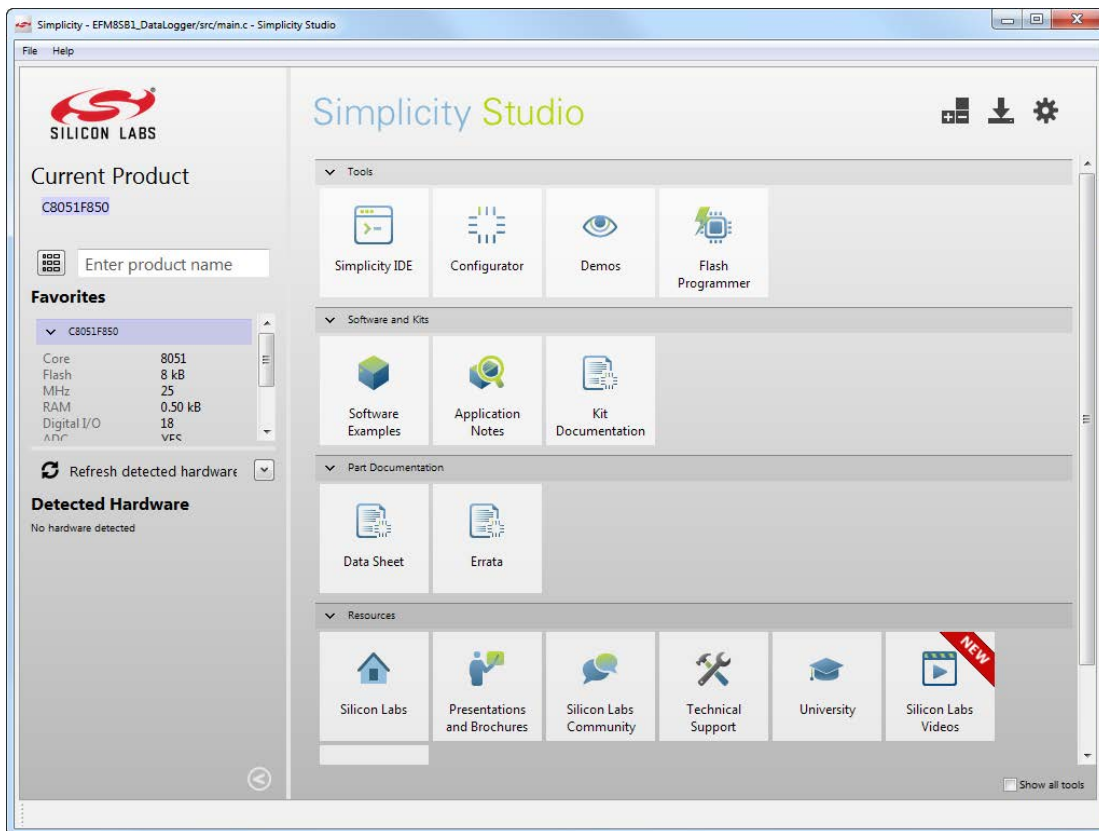 Simplicity - EFM8SB1_DataLogger/src/main.c - Simplicity Studio
File Help
SILICON LABS
Simplicity Studio
Current Product
C8051F850
Enter product name
Favorites
C8051F850
Core 8051
Flash 8 kB
MHz 25
RAM 0.50 kB
Digital I/O 18
ADC YES
Refresh detected hardware
Detected Hardware
No hardware detected
Tools
Simplicity IDE
Configurator
Demos
Flash
Programmer
Software and Kits
Software
Examples
Application
Notes
Kit
Documentation
Part Documentation
Data Sheet
Errata
Resources
Silicon Labs
Presentations
and Brochures
Silicon Labs
Community
Technical
Support
University
NEW
Silicon Labs
Videos
Show all tools